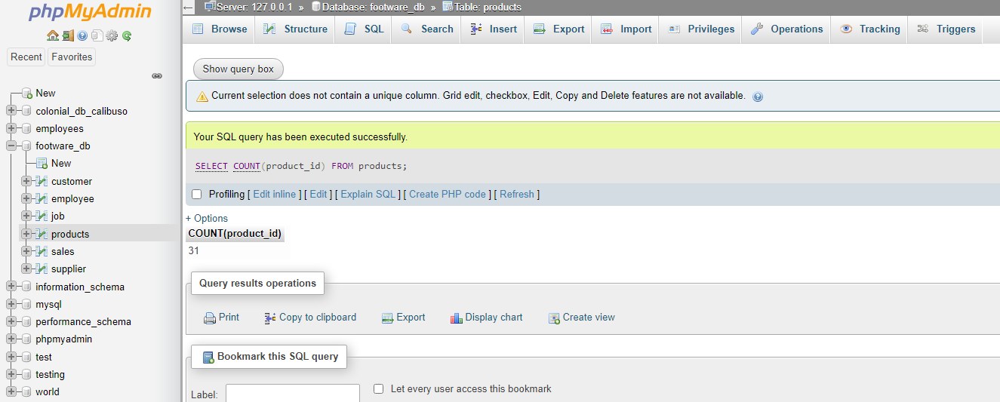 phpMyAdmin
Recent
Favorites
New
colonial_db_calibuso
employees
footware_db
New
customer
employee
job
products
sales
supplier
information_schema
mysql
performance_schema
phpmyadmin
test
testing
world
Server: 127.0.0.1 » Database: footware_db » Table: products
Browse Structure SQL Search Insert Export Import Privileges Operations Tracking Triggers
Show query box
Current selection does not contain a unique column. Grid edit, checkbox, Edit, Copy and Delete features are not available.
Your SQL query has been executed successfully.
SELECT COUNT(product_id) FROM products;
Profiling [ Edit inline ] [ Edit ] [ Explain SQL ] [ Create PHP code ] [ Refresh ]
+ Options
COUNT(product_id)
31
Query results operations
Print Copy to clipboard Export Display chart Create view
Bookmark this SQL query
Label: Let every user access this bookmark